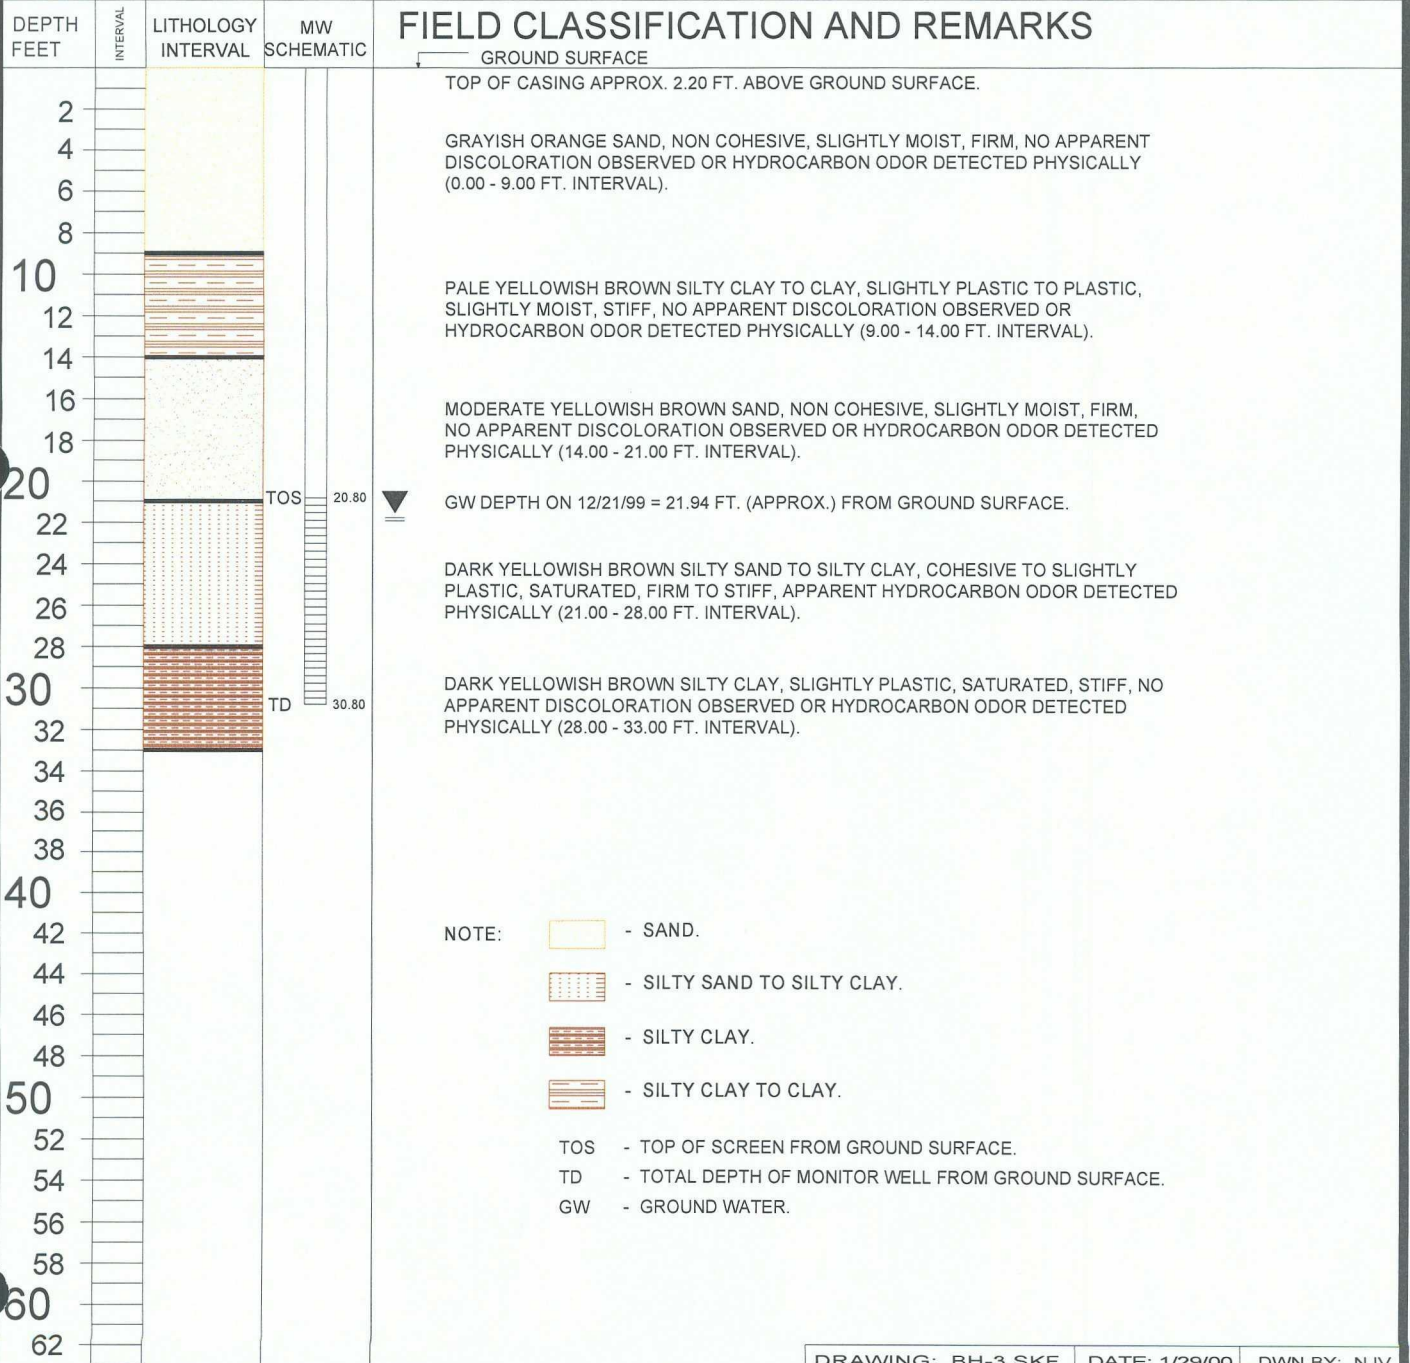 DEPTH
FEET
INTERVAL
LITHOLOGY
INTERVAL
MW
SCHEMATIC
FIELD CLASSIFICATION AND REMARKS
GROUND SURFACE
TOP OF CASING APPROX. 2.20 FT. ABOVE GROUND SURFACE.
2
4
GRAYISH ORANGE SAND, NON COHESIVE, SLIGHTLY MOIST, FIRM, NO APPARENT
DISCOLORATION OBSERVED OR HYDROCARBON ODOR DETECTED PHYSICALLY
(0.00 - 9.00 FT. INTERVAL).
6
8
10
PALE YELLOWISH BROWN SILTY CLAY TO CLAY, SLIGHTLY PLASTIC TO PLASTIC,
SLIGHTLY MOIST, STIFF, NO APPARENT DISCOLORATION OBSERVED OR
HYDROCARBON ODOR DETECTED PHYSICALLY (9.00 - 14.00 FT. INTERVAL).
12
14
16
MODERATE YELLOWISH BROWN SAND, NON COHESIVE, SLIGHTLY MOIST, FIRM,
NO APPARENT DISCOLORATION OBSERVED OR HYDROCARBON ODOR DETECTED
PHYSICALLY (14.00 - 21.00 FT. INTERVAL).
18
20
TOS 20.80
GW DEPTH ON 12/21/99 = 21.94 FT. (APPROX.) FROM GROUND SURFACE.
22
24
DARK YELLOWISH BROWN SILTY SAND TO SILTY CLAY, COHESIVE TO SLIGHTLY
PLASTIC, SATURATED, FIRM TO STIFF, APPARENT HYDROCARBON ODOR DETECTED
PHYSICALLY (21.00 - 28.00 FT. INTERVAL).
26
28
30
TD 30.80
DARK YELLOWISH BROWN SILTY CLAY, SLIGHTLY PLASTIC, SATURATED, STIFF, NO
APPARENT DISCOLORATION OBSERVED OR HYDROCARBON ODOR DETECTED
PHYSICALLY (28.00 - 33.00 FT. INTERVAL).
32
34
36
38
40
42
NOTE: - SAND.
44
- SILTY SAND TO SILTY CLAY.
46
- SILTY CLAY.
48
50
- SILTY CLAY TO CLAY.
52
TOS - TOP OF SCREEN FROM GROUND SURFACE.
54
TD - TOTAL DEPTH OF MONITOR WELL FROM GROUND SURFACE.
GW - GROUND WATER.
56
58
60
62
DRAWING: BH-3.SKF DATE: 1/29/00 DWN BY: NJV